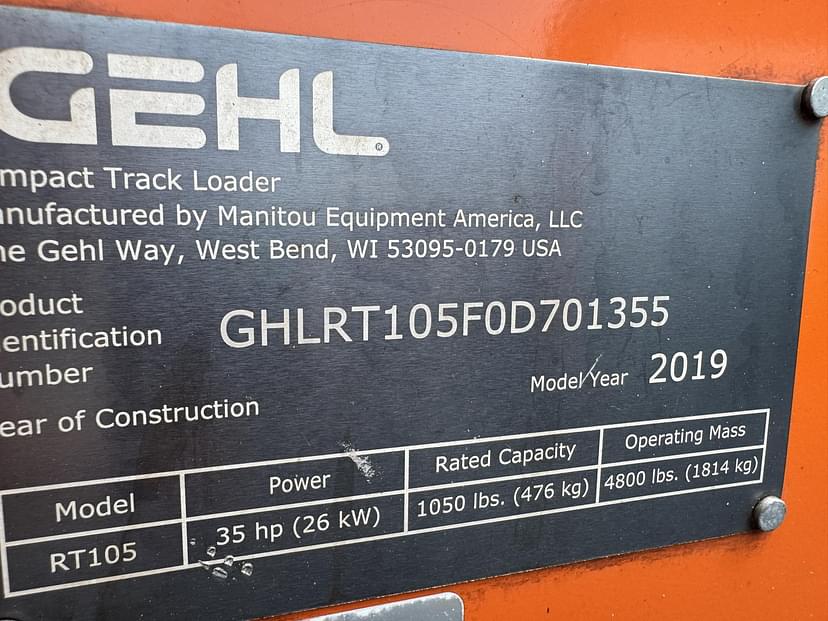 GEHL®
mpact Track Loader
anufactured by Manitou Equipment America, LLC
ne Gehl Way, West Bend, WI 53095-0179 USA
oduct
entification
umber
GHLRT105F0D701355
Model Year 2019
ear of Construction
Model Power Rated Capacity Operating Mass
RT105 35 hp (26 kW) 1050 lbs. (476 kg) 4800 lbs. (1814 kg)